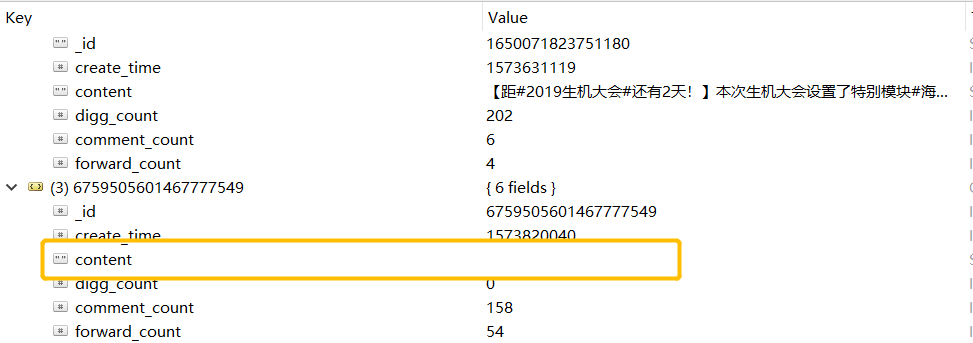 Key Value
"" _id 1650071823751180
# create_time 1573631119
"" content 【距#2019生机大会#还有2天！】本次生机大会设置了特别模块#海...
# digg_count 202
# comment_count 6
# forward_count 4
(3) 6759505601467777549 { 6 fields }
# _id 6759505601467777549
# create_time 1573820040
"" content
# digg_count 0
# comment_count 158
# forward_count 54